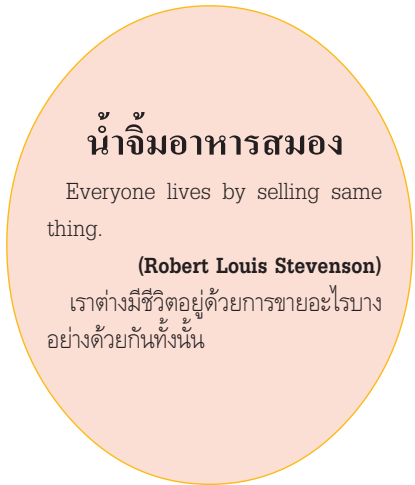 น้ำจิ้มอาหารสมอง
Everyone lives by selling same
thing.
(Robert Louis Stevenson)
เราต่างมีชีวิตอยู่ด้วยการขายอะไรบาง
อย่างด้วยกันทั้งนั้น